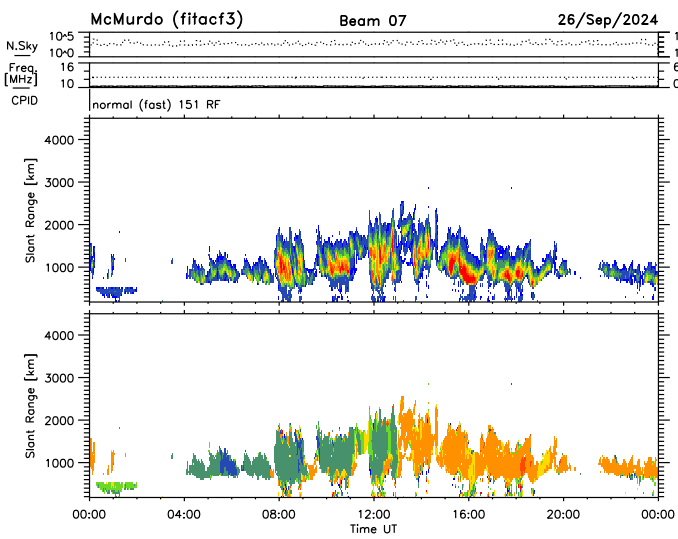 McMurdo (fitacf3) Beam 07 26/Sep/2024
N.Sky 10^5 10^0
Freq. [MHz] 16 10
CPID normal (fast) 151 RF
Slant Range [km] 4000 3000 2000 1000
Slant Range [km] 4000 3000 2000 1000
00:00 04:00 08:00 12:00 16:00 20:00 00:00
Time UT